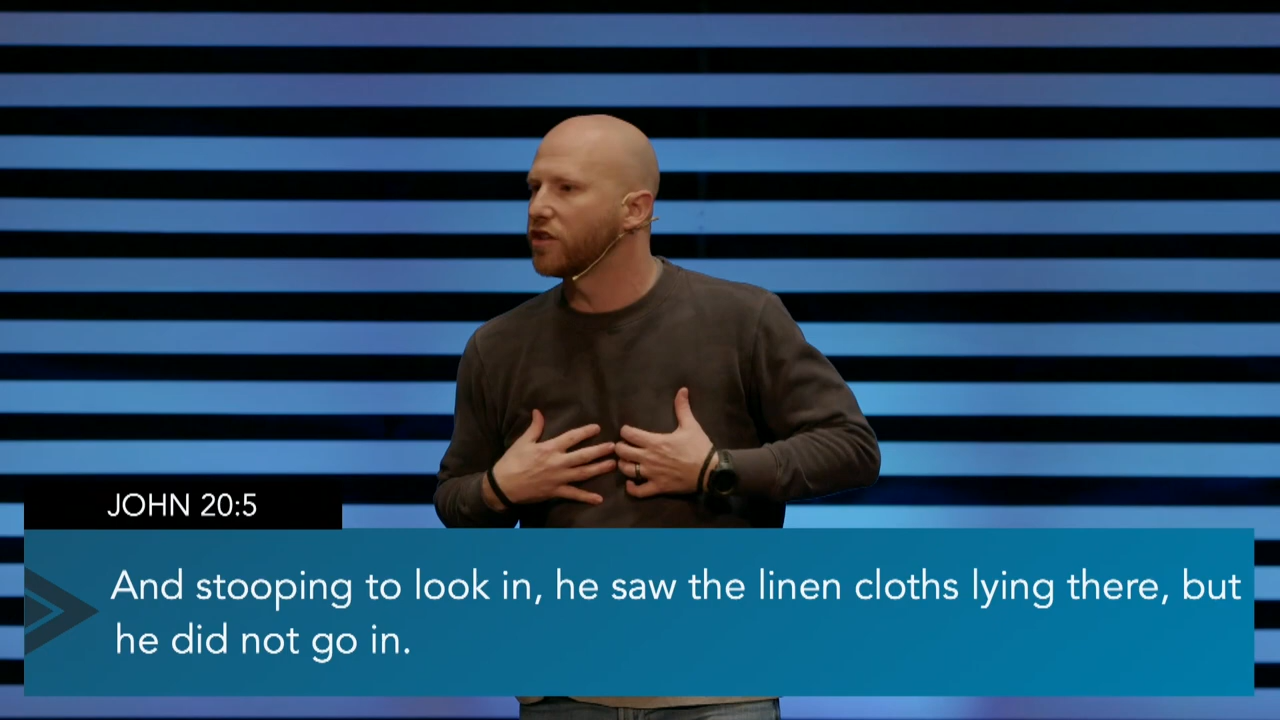 JOHN 20:5
And stooping to look in, he saw the linen cloths lying there, but
he did not go in.